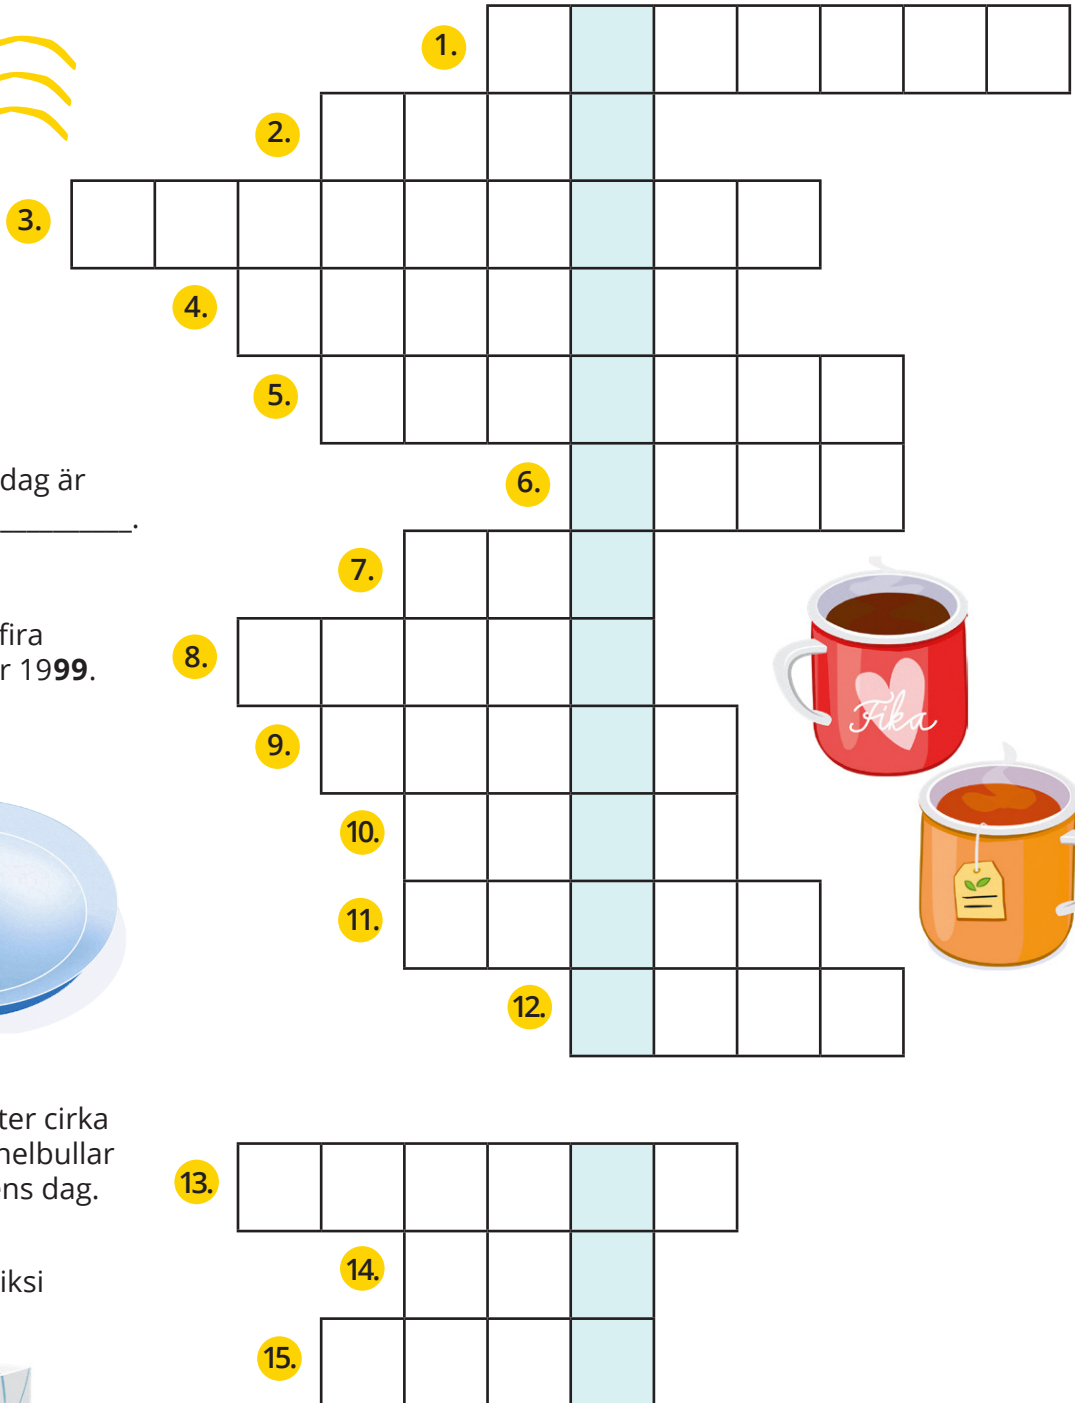 1.
2.
3.
4.
5.
dag är
___________.
6.
7.
fira
r 1999.
8.
Fika
9.
10.
11.
12.
ter cirka
nelbullar
ns dag.
13.
iksi
14.
15.